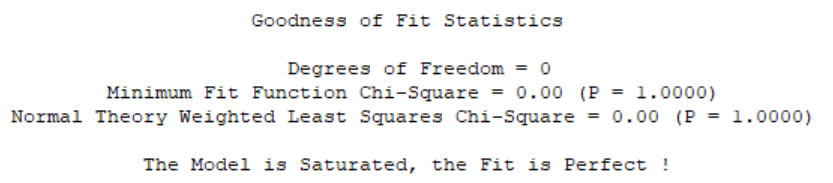 Goodness of Fit Statistics
Degrees of Freedom = 0
Minimum Fit Function Chi-Square = 0.00 (P = 1.0000)
Normal Theory Weighted Least Squares Chi-Square = 0.00 (P = 1.0000)
The Model is Saturated, the Fit is Perfect !